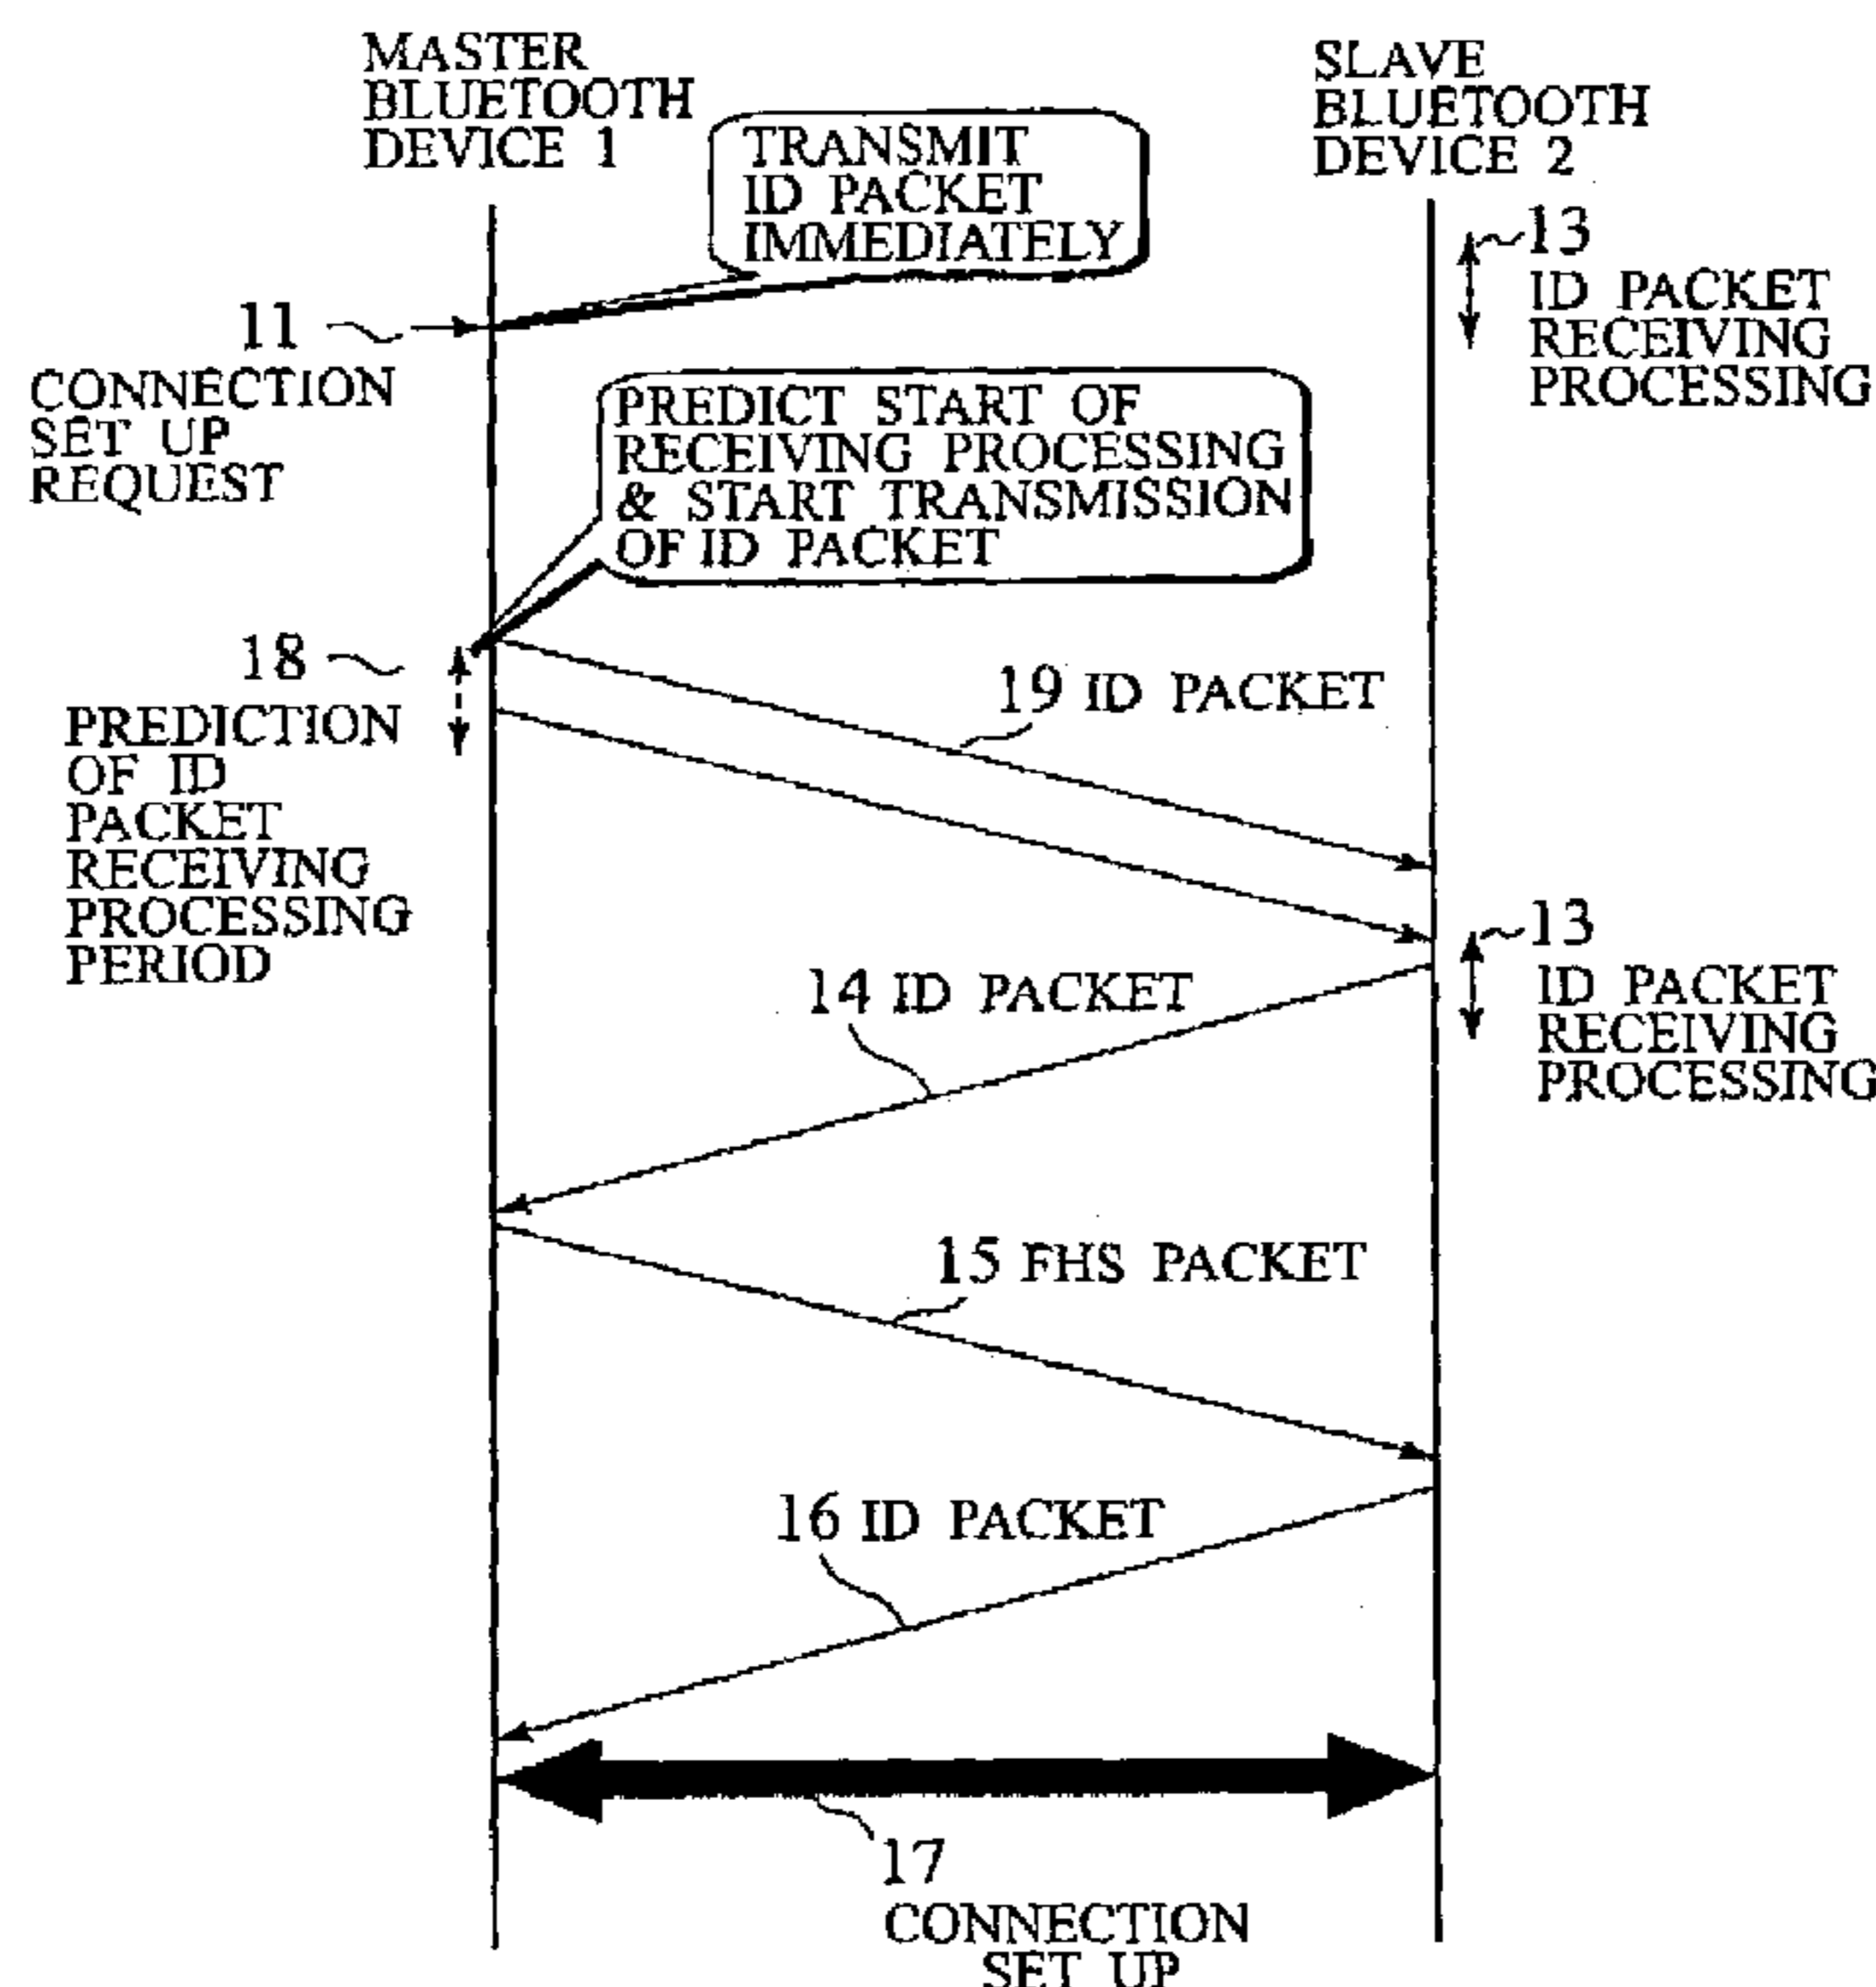 MASTER
BLUETOOTH
DEVICE 1
SLAVE
BLUETOOTH
DEVICE 2
TRANSMIT
ID PACKET
IMMEDIATELY
13
ID PACKET
RECEIVING
PROCESSING
11
CONNECTION
SET UP
REQUEST
PREDICT START OF
RECEIVING PROCESSING
& START TRANSMISSION
OF ID PACKET
18
PREDICTION
OF ID
PACKET
RECEIVING
PROCESSING
PERIOD
19 ID PACKET
13
ID PACKET
RECEIVING
PROCESSING
14 ID PACKET
15 FHS PACKET
16 ID PACKET
17
CONNECTION
SET UP